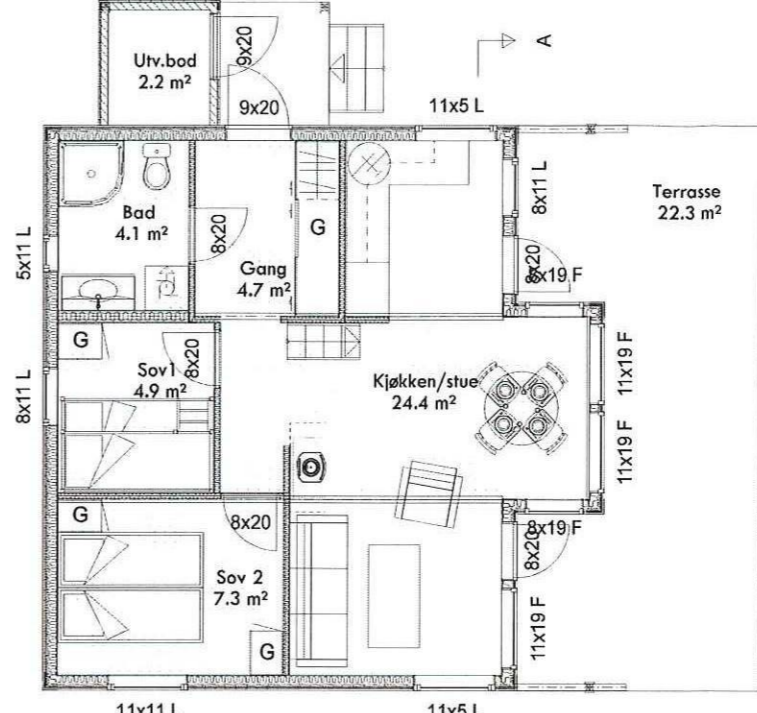 Utv.bod
2.2 m²
9x20
9x20
A
11x5 L
8x11 L
Terrasse
22.3 m²
Bad
4.1 m²
8x20
G
5x11 L
Gang
4.7 m²
8x20
8x19 F
G
Sov1
4.9 m²
8x20
8x11 L
Kjøkken/stue
24.4 m²
11x19 F
11x19 F
G
8x20
8x19 F
8x20
Sov 2
7.3 m²
G
11x19 F
11x11 L
11x5 L